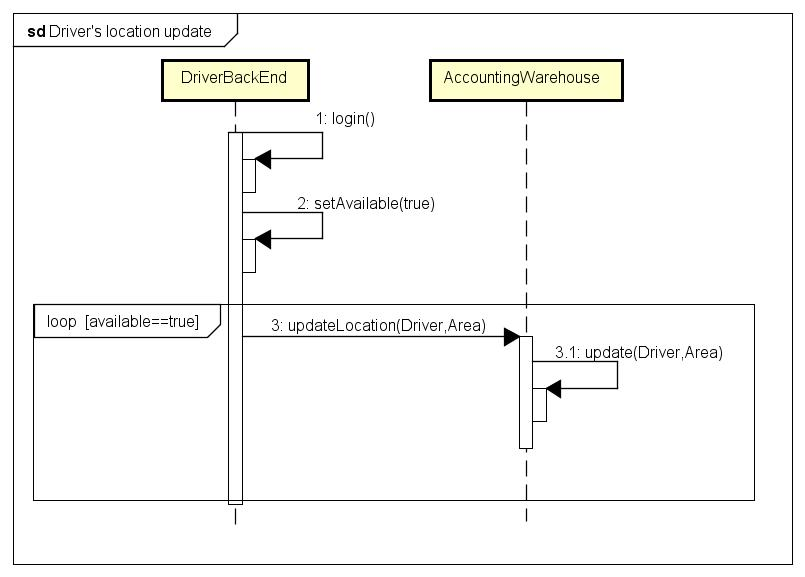 sd Driver's location update
DriverBackEnd
AccountingWarehouse
1: login()
2: setAvailable(true)
loop [available==true]
3: updateLocation(Driver,Area)
3.1: update(Driver,Area)